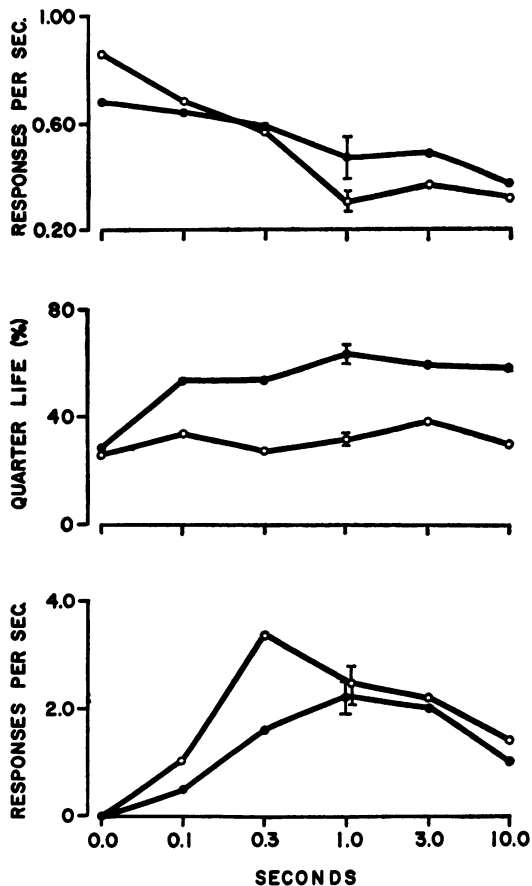 RESPONSES PER SEC.
1.00
0.60
0.20
QUARTER LIFE (%)
80
40
0
RESPONSES PER SEC.
4.0
2.0
0
0.0 0.1 0.3 1.0 3.0 10.0
SECONDS